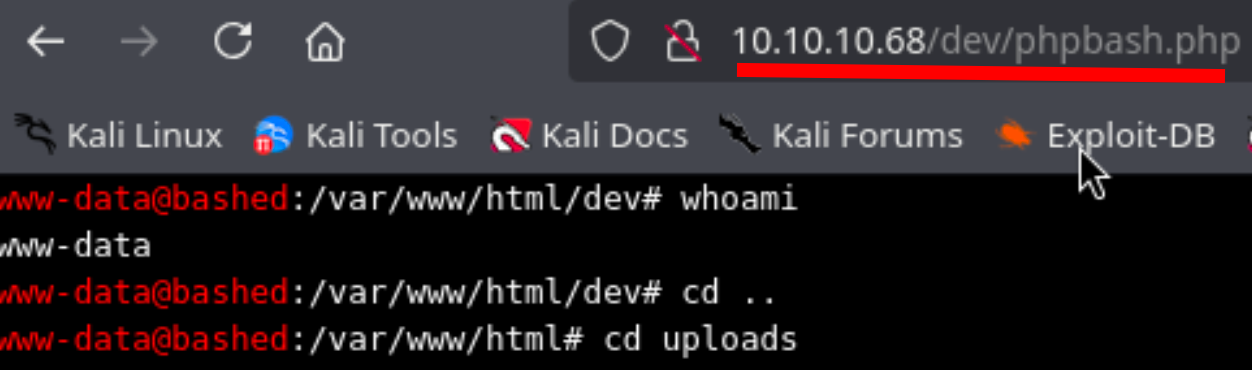 10.10.10.68/dev/phpbash.php
Kali Linux Kali Tools Kali Docs Kali Forums Exploit-DB
www-data@bashed:/var/www/html/dev# whoami
www-data
www-data@bashed:/var/www/html/dev# cd ..
www-data@bashed:/var/www/html# cd uploads